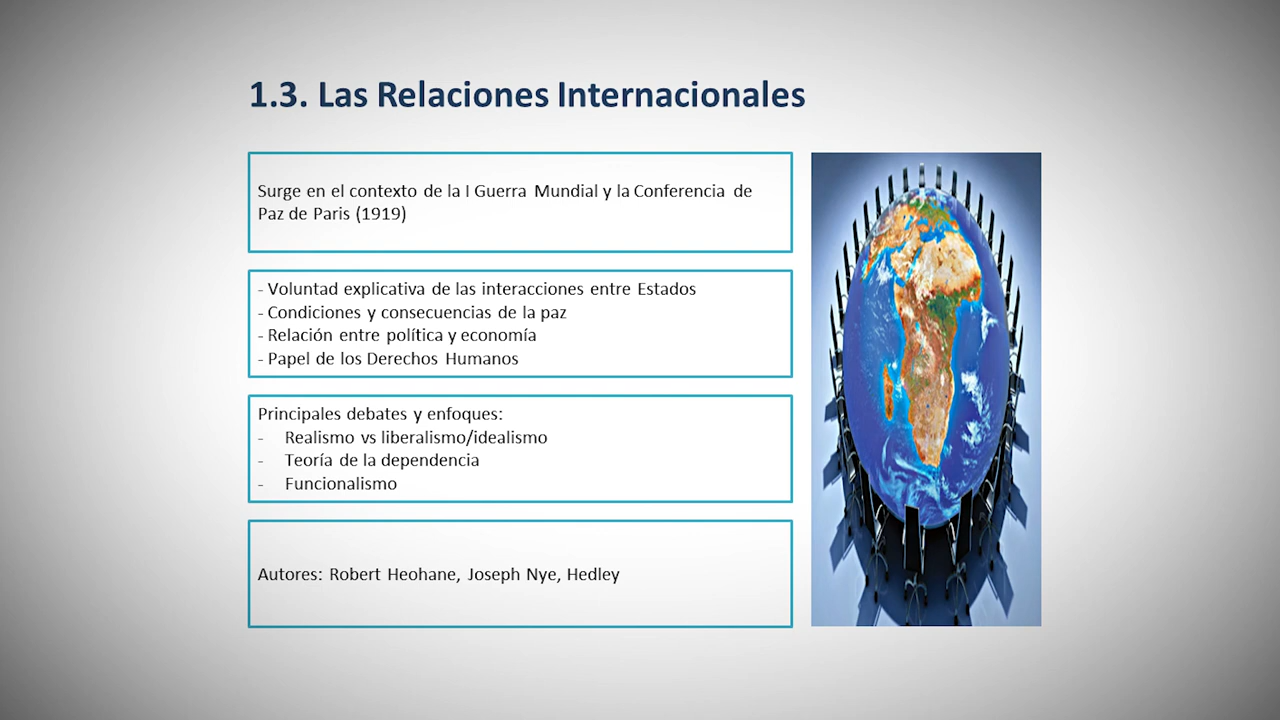 1.3. Las Relaciones Internacionales
Surge en el contexto de la I Guerra Mundial y la Conferencia de
Paz de Paris (1919)
- Voluntad explicativa de las interacciones entre Estados
- Condiciones y consecuencias de la paz
- Relación entre política y economía
- Papel de los Derechos Humanos
Principales debates y enfoques:
- Realismo vs liberalismo/idealismo
- Teoría de la dependencia
- Funcionalismo
Autores: Robert Heohane, Joseph Nye, Hedley